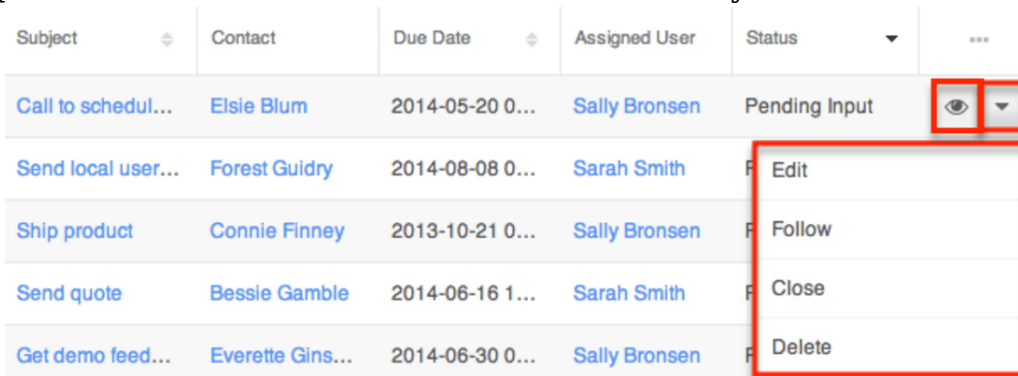 Subject Contact Due Date Assigned User Status
Call to schedul... Elsie Blum 2014-05-20 0... Sally Bronsen Pending Input
Send local user... Forest Guidry 2014-08-08 0... Sarah Smith
Edit
Ship product Connie Finney 2013-10-21 0... Sally Bronsen
Follow
Send quote Bessie Gamble 2014-06-16 1... Sarah Smith
Close
Get demo feed... Everette Gins... 2014-06-30 0... Sally Bronsen
Delete